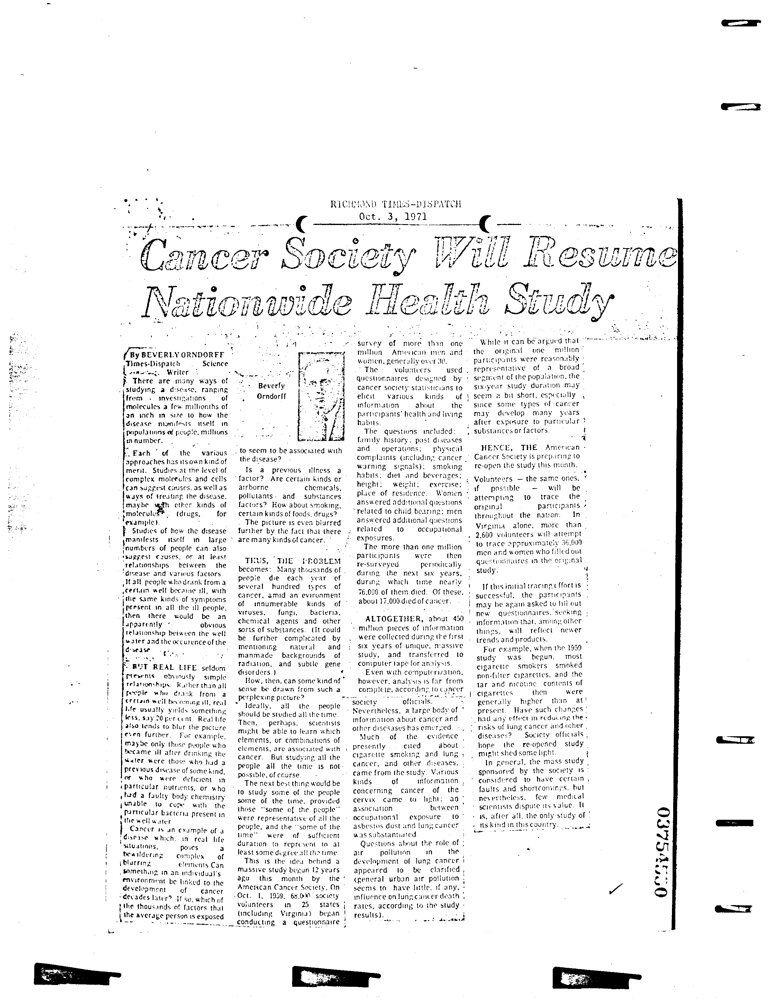 RICHMOND TIMES-DISPATCH
Oct. 3, 1971
Cancer Society Will Resume
Nationwide Health Study
By BEVERLY ORNDORFF
Times-Dispatch Science
Writer
There are many ways of
studying a disease, ranging
from investigations of
molecules a few millionths of
an inch in size to how the
disease manifests itself in
populations of people, millions
in number.
Each of the various
approaches has its own kind of
merit. Studies at the level of
complex molecules and cells
can suggest causes, as well as
ways of treating the disease,
maybe with other kinds of
molecules, (drugs, for
example).
Studies of how the disease
manifests itself in large
numbers of people can also
suggest causes, or at least
relationships between the
disease and various factors.
If all people who drank from a
certain well became ill, with
the same kinds of symptoms
present in all the ill people,
then there would be an
apparently obvious
relationship between the well
water and the occurence of the
disease
BUT REAL LIFE seldom
presents obviously simple
relationships. Rather than all
people who drank from a
certain well becoming ill, real
life usually yields something
less, say 20 per cent. Real life
also tends to blur the picture
even further. For example,
maybe only those people who
became ill after drinking the
water were those who had a
previous disease of some kind,
or who were deficient in
particular nutrients, or who
had a faulty body chemistry
unable to cope with the
particular bacteria present in
the well water.
Cancer is an example of a
disease which, in real life
situations, poses a
bewildering complex of
blurring elements Can
something in an individual's
environment be linked to the
development of cancer
decades later? If so, which of
the thousands of factors that
the average person is exposed
Beverly
Orndorff
to seem to be associated with
the disease?
Is a previous illness a
factor? Are certain kinds or
airborne chemicals,
pollutants and substances
factors? How about smoking,
certain kinds of foods, drugs?
The picture is even blurred
further by the fact that there
are many kinds of cancer.
THUS, THE PROBLEM
becomes: Many thousands of
people die each year of
several hundred types of
cancer, amid an evironment
of innumerable kinds of
viruses, fungi, bacteria,
chemical agents and other
sorts of substances. (It could
be further complicated by
mentioning natural and
manmade backgrounds of
radiation, and subtle gene
disorders.)
How, then, can some kind of
sense be drawn from such a
perplexing picture?
Ideally, all the people
should be studied all the time.
Then, perhaps, scientists
might be able to learn which
elements, or combinations of
elements, are associated with
cancer. But studying all the
people all the time is not
possible, of course.
The next best thing would be
to study some of the people
some of the time, provided
those "some of the people"
were representative of all the
people, and the "some of the
time" were of sufficient
duration to represent to at
least some degree all the time.
This is the idea behind a
massive study begun 12 years
ago this month by the
American Cancer Society. On
Oct. 1, 1959, 68,000 society
volunteers in 25 states
(including Virginia) began
conducting a questionnaire
survey of more than one
million American men and
women, generally over 30.
The volunteers used
questionnaires designed by
cancer society statisticians to
elicit various kinds of
information about the
participants' health and living
habits.
The questions included:
family history; past diseases
and operations; physical
complaints (including cancer
warning signals); smoking
habits; diet and beverages;
height; weight; exercise;
place of residence. Women
answered additional questions
related to child bearing; men
answered additional questions
related to occupational
exposures.
The more than one million
participants were then
re-surveyed periodically
during the next six years,
during which time nearly
76,000 of them died. Of these,
about 17,000 died of cancer.
ALTOGETHER, about 450
million pieces of information
were collected during the first
six years of unique, massive
study, and transferred to
computer tape for analysis.
Even with computerization,
however, analysis is far from
complete, according to cancer
society officials.
Nevertheless, a large body of
information about cancer and
other diseases has emerged.
Much of the evidence
presently cited about
cigarette smoking and lung
cancer, and other diseases,
came from the study. Various
kinds of information
concerning cancer of the
cervix came to light; an
association between
occupational exposure to
asbestos dust and lung cancer
was substantiated.
Questions about the role of
air pollution in the
development of lung cancer
appeared to be clarified
(general urban air pollution
seems to have little, if any,
influence on lung cancer death
rates, according to the study
results).
While it can be argued that
the original one million
participants were reasonably
representative of a broad
segment of the population, the
six-year study duration may
seem a bit short, especially
since some types of cancer
may develop many years
after exposure to particular
substances or factors.
HENCE, THE American
Cancer Society is preparing to
re-open the study this month.
Volunteers — the same ones,
if possible — will be
attempting to trace the
original participants
throughout the nation. In
Virginia alone, more than
2,600 volunteers will attempt
to trace approximately 36,000
men and women who filled out
questionnaires in the original
study.
If this initial tracing effort is
successful, the participants
may be again asked to fill out
new questionnaires, seeking
information that, among other
things, will reflect newer
trends and products.
For example, when the 1959
study was begun, most
cigarette smokers smoked
non-filter cigarettes, and the
tar and nicotine contents of
cigarettes then were
generally higher than at
present. Have such changes
had any effect in reducing the
risks of lung cancer and other
diseases? Society officials
hope the re-opened study
might shed some light.
In general, the mass study
sponsored by the society is
considered to have certain
faults and shortcomings, but
nevertheless, few medical
scientists dispute its value. It
is, after all, the only study of
its kind in this country.